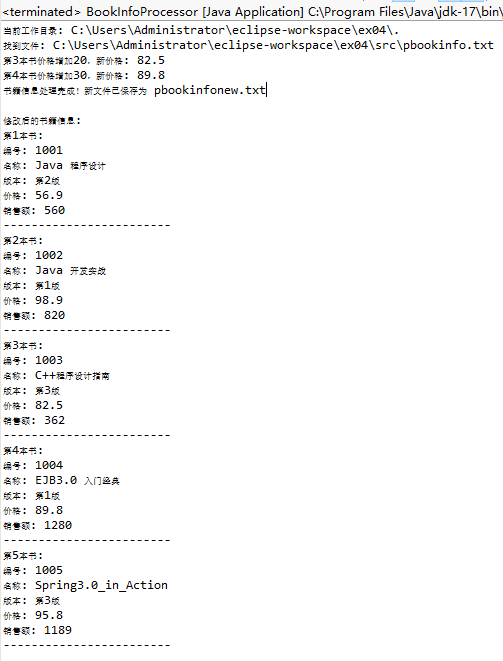 <terminated> BookInfoProcessor [Java Application] C:\Program Files\Java\jdk-17\bin\
当前工作目录: C:\Users\Administrator\eclipse-workspace\ex04\.
找到文件: C:\Users\Administrator\eclipse-workspace\ex04\src\pbookinfo.txt
第3本书价格增加20，新价格: 82.5
第4本书价格增加30，新价格: 89.8
书籍信息处理完成！新文件已保存为 pbookinfonew.txt
修改后的书籍信息:
第1本书:
编号: 1001
名称: Java 程序设计
版本: 第2版
价格: 56.9
销售额: 560
------------------------
第2本书:
编号: 1002
名称: Java 开发实战
版本: 第1版
价格: 98.9
销售额: 820
------------------------
第3本书:
编号: 1003
名称: C++程序设计指南
版本: 第3版
价格: 82.5
销售额: 362
------------------------
第4本书:
编号: 1004
名称: EJB3.0 入门经典
版本: 第1版
价格: 89.8
销售额: 1280
------------------------
第5本书:
编号: 1005
名称: Spring3.0_in_Action
版本: 第3版
价格: 95.8
销售额: 1189
------------------------